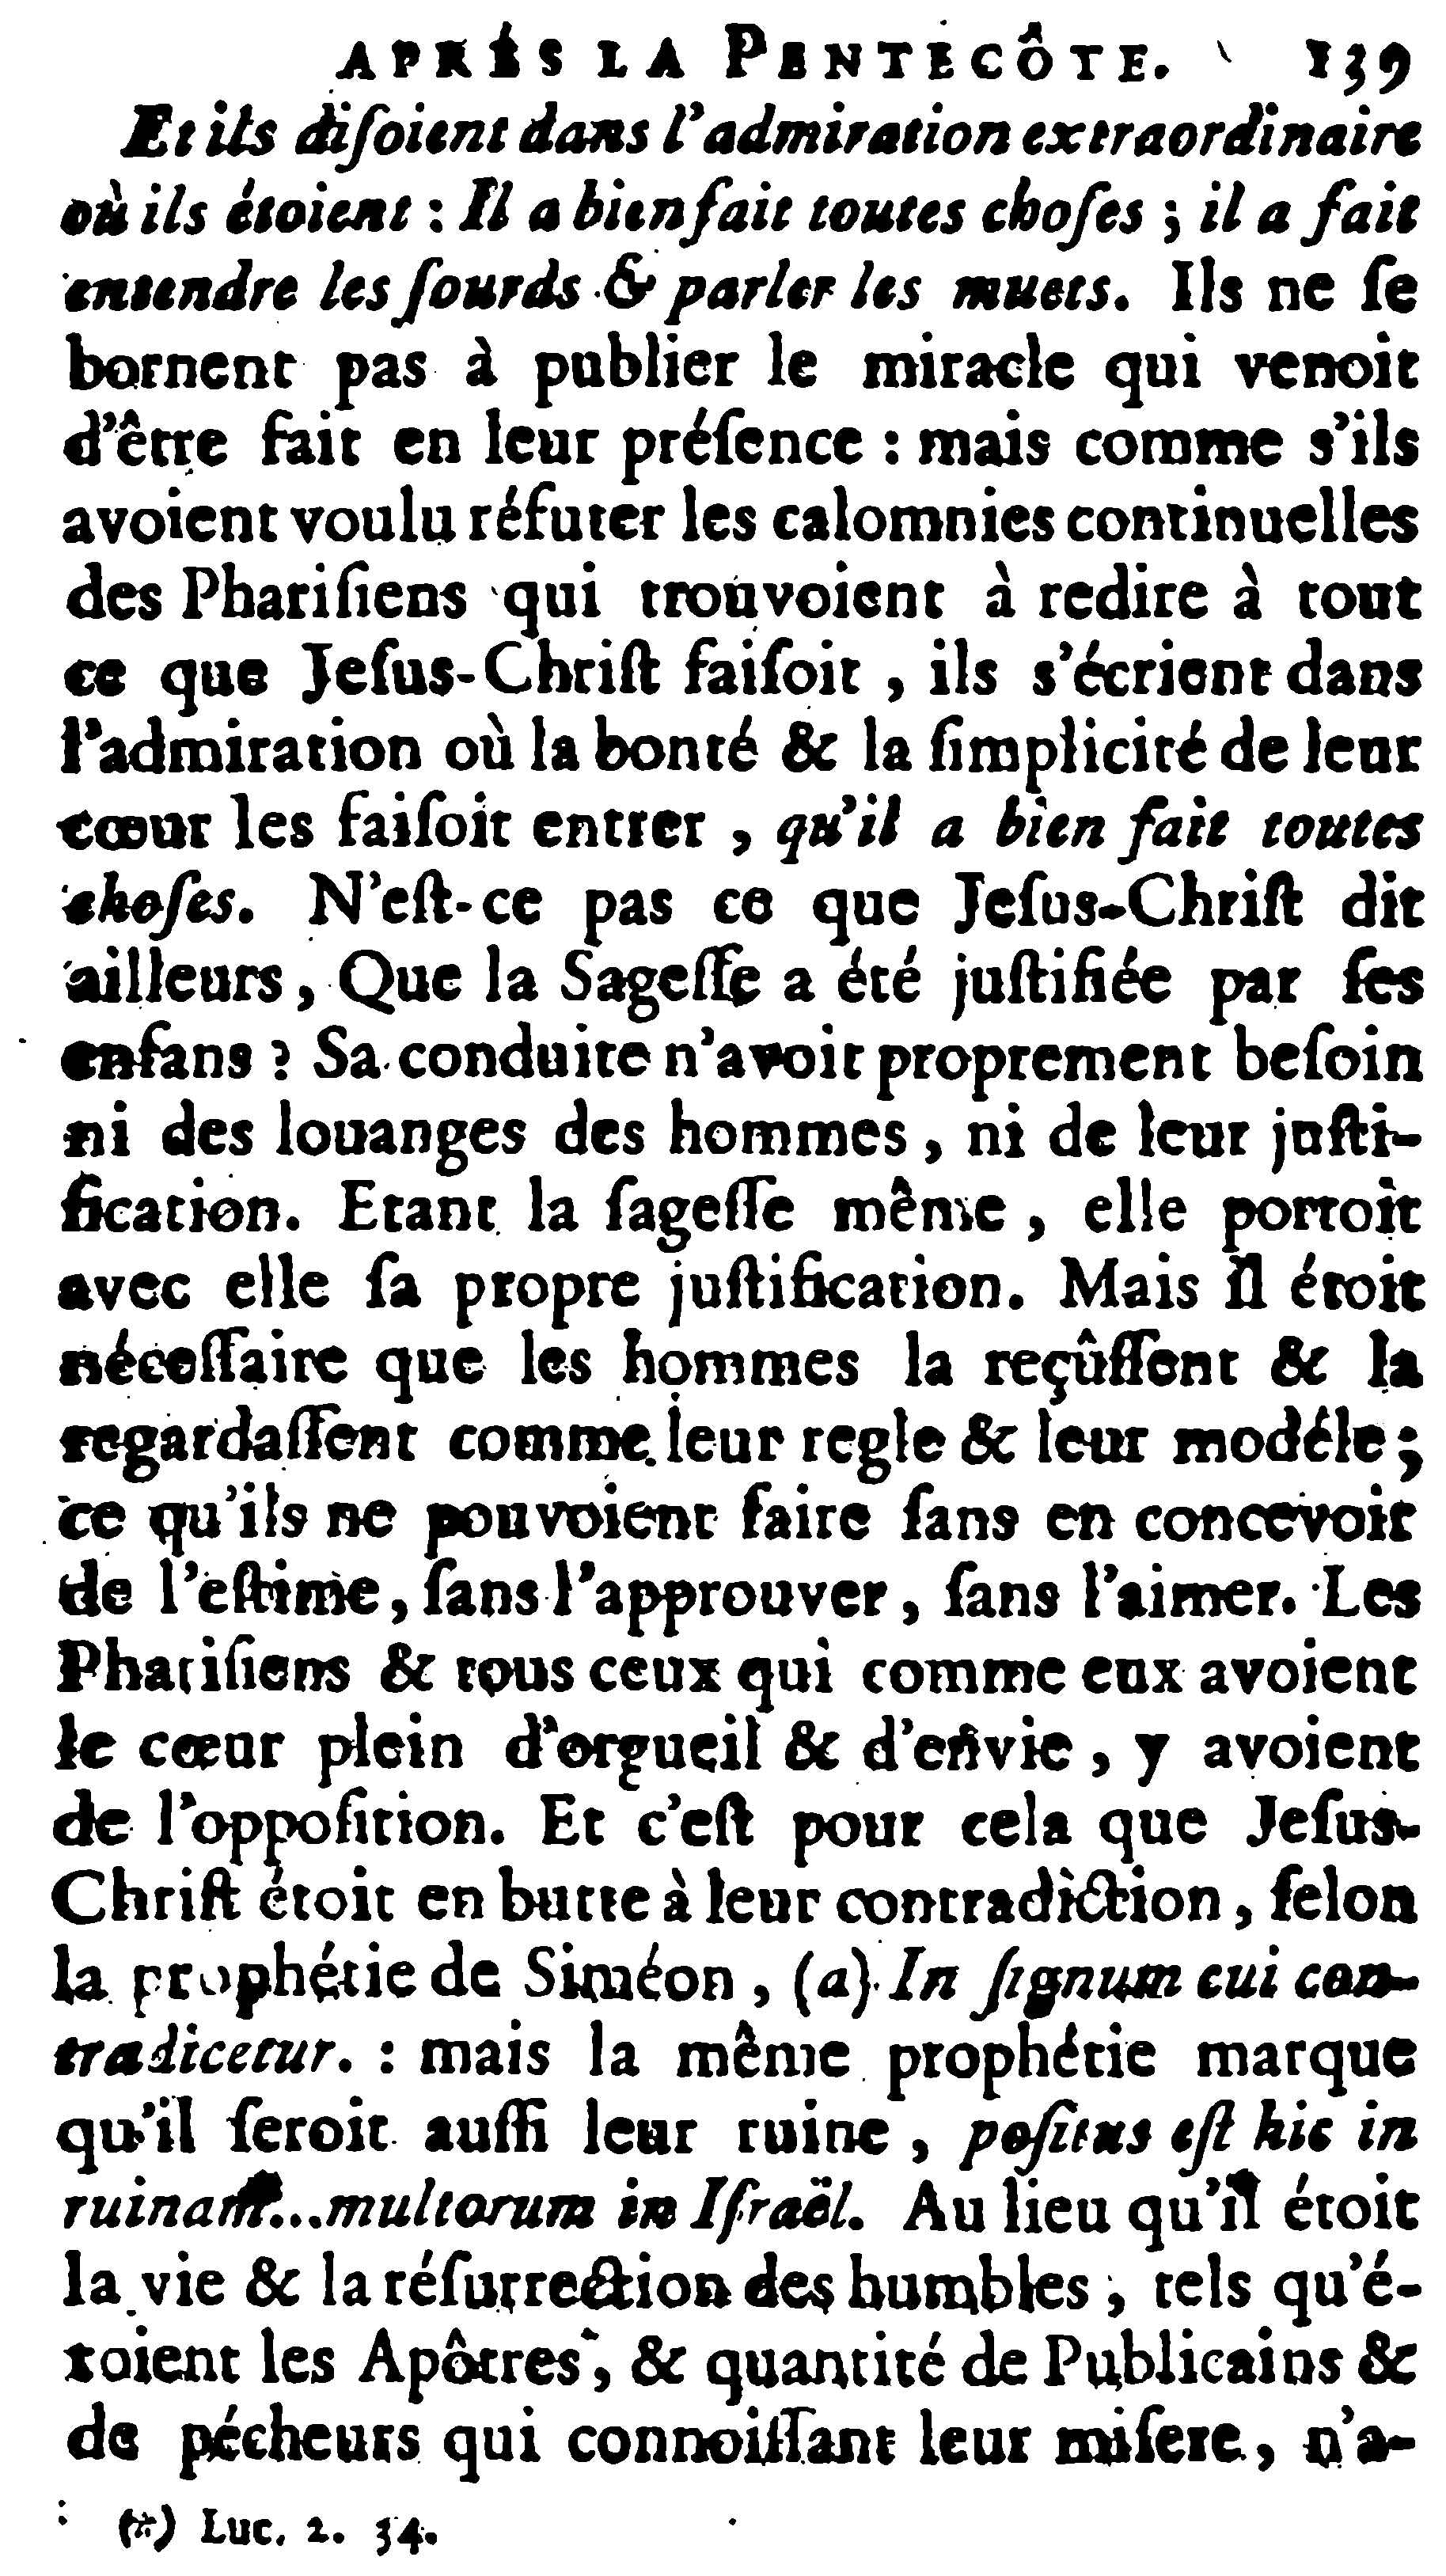 APRÉS LA PENTECÔTE. 139
Et ils diſoient dans l'admiration extraordinaire
où ils étoient : Il a bien fait toutes choſes ; il a fait
entendre les ſourds & parler les muets. Ils ne ſe
bornent pas à publier le miracle qui venoit
d'être fait en leur préſence : mais comme s'ils
avoient voulu réfuter les calomnies continuelles
des Phariſiens qui trouvoient à redire à tout
ce que Jeſus-Chriſt faiſoit , ils s'écrient dans
l'admiration où la bonté & la ſimplicité de leur
cœur les faiſoit entrer , qu'il a bien fait toutes
choſes. N'eſt-ce pas ce que Jeſus-Chriſt dit
ailleurs, Que la Sageſſe a été juſtifiée par ſes
enfans ? Sa conduite n'avoit proprement beſoin
ni des louanges des hommes , ni de leur juſti-
fication. Etant la ſageſſe même , elle portoit
avec elle ſa propre juſtification. Mais il étoit
néceſſaire que les hommes la reçûſſent & la
regardaſſent comme leur regle & leur modéle ;
ce qu'ils ne pouvoient faire ſans en concevoir
de l'eſtime, ſans l'approuver , ſans l'aimer. Les
Phariſiens & tous ceux qui comme eux avoient
le cœur plein d'orgueil & d'envie , y avoient
de l'oppoſition. Et c'eſt pour cela que Jeſus-
Chriſt étoit en butte à leur contradiction , ſelon
la prophétie de Siméon , (a) In ſignum cui con-
tradicetur. : mais la même prophétie marque
qu'il ſeroit auſſi leur ruine , poſitus eſt hic in
ruinam...multorum in Iſraël. Au lieu qu'il étoit
la vie & la réſurrection des humbles , tels qu'é-
toient les Apôtres , & quantité de Publicains &
de pécheurs qui connoiſſant leur miſere , n'a-
(a) Luc. 2. 34.